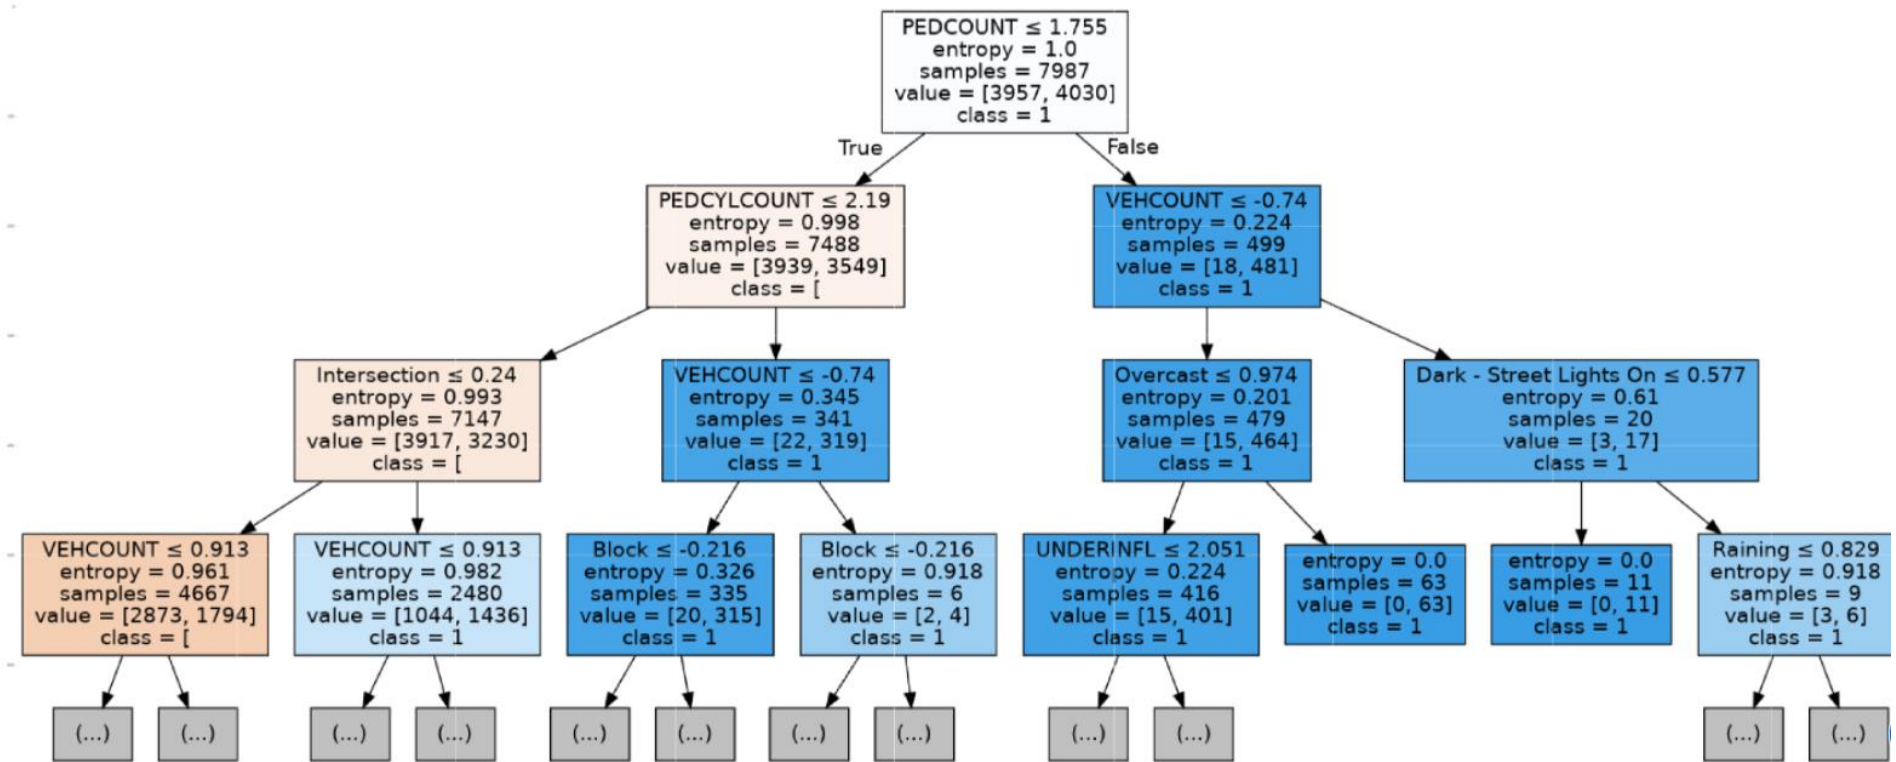 PEDCOUNT ≤ 1.755
entropy = 1.0
samples = 7987
value = [3957, 4030]
class = 1
True
False
PEDCYLCOUNT ≤ 2.19
entropy = 0.998
samples = 7488
value = [3939, 3549]
class = [
VEHCOUNT ≤ -0.74
entropy = 0.224
samples = 499
value = [18, 481]
class = 1
Intersection ≤ 0.24
entropy = 0.993
samples = 7147
value = [3917, 3230]
class = [
VEHCOUNT ≤ -0.74
entropy = 0.345
samples = 341
value = [22, 319]
class = 1
Overcast ≤ 0.974
entropy = 0.201
samples = 479
value = [15, 464]
class = 1
Dark - Street Lights On ≤ 0.577
entropy = 0.61
samples = 20
value = [3, 17]
class = 1
VEHCOUNT ≤ 0.913
entropy = 0.961
samples = 4667
value = [2873, 1794]
class = [
VEHCOUNT ≤ 0.913
entropy = 0.982
samples = 2480
value = [1044, 1436]
class = 1
Block ≤ -0.216
entropy = 0.326
samples = 335
value = [20, 315]
class = 1
Block ≤ -0.216
entropy = 0.918
samples = 6
value = [2, 4]
class = 1
UNDERINFL ≤ 2.051
entropy = 0.224
samples = 416
value = [15, 401]
class = 1
entropy = 0.0
samples = 63
value = [0, 63]
class = 1
entropy = 0.0
samples = 11
value = [0, 11]
class = 1
Raining ≤ 0.829
entropy = 0.918
samples = 9
value = [3, 6]
class = 1
(...)
(...)
(...)
(...)
(...)
(...)
(...)
(...)
(...)
(...)
(...)
(...)